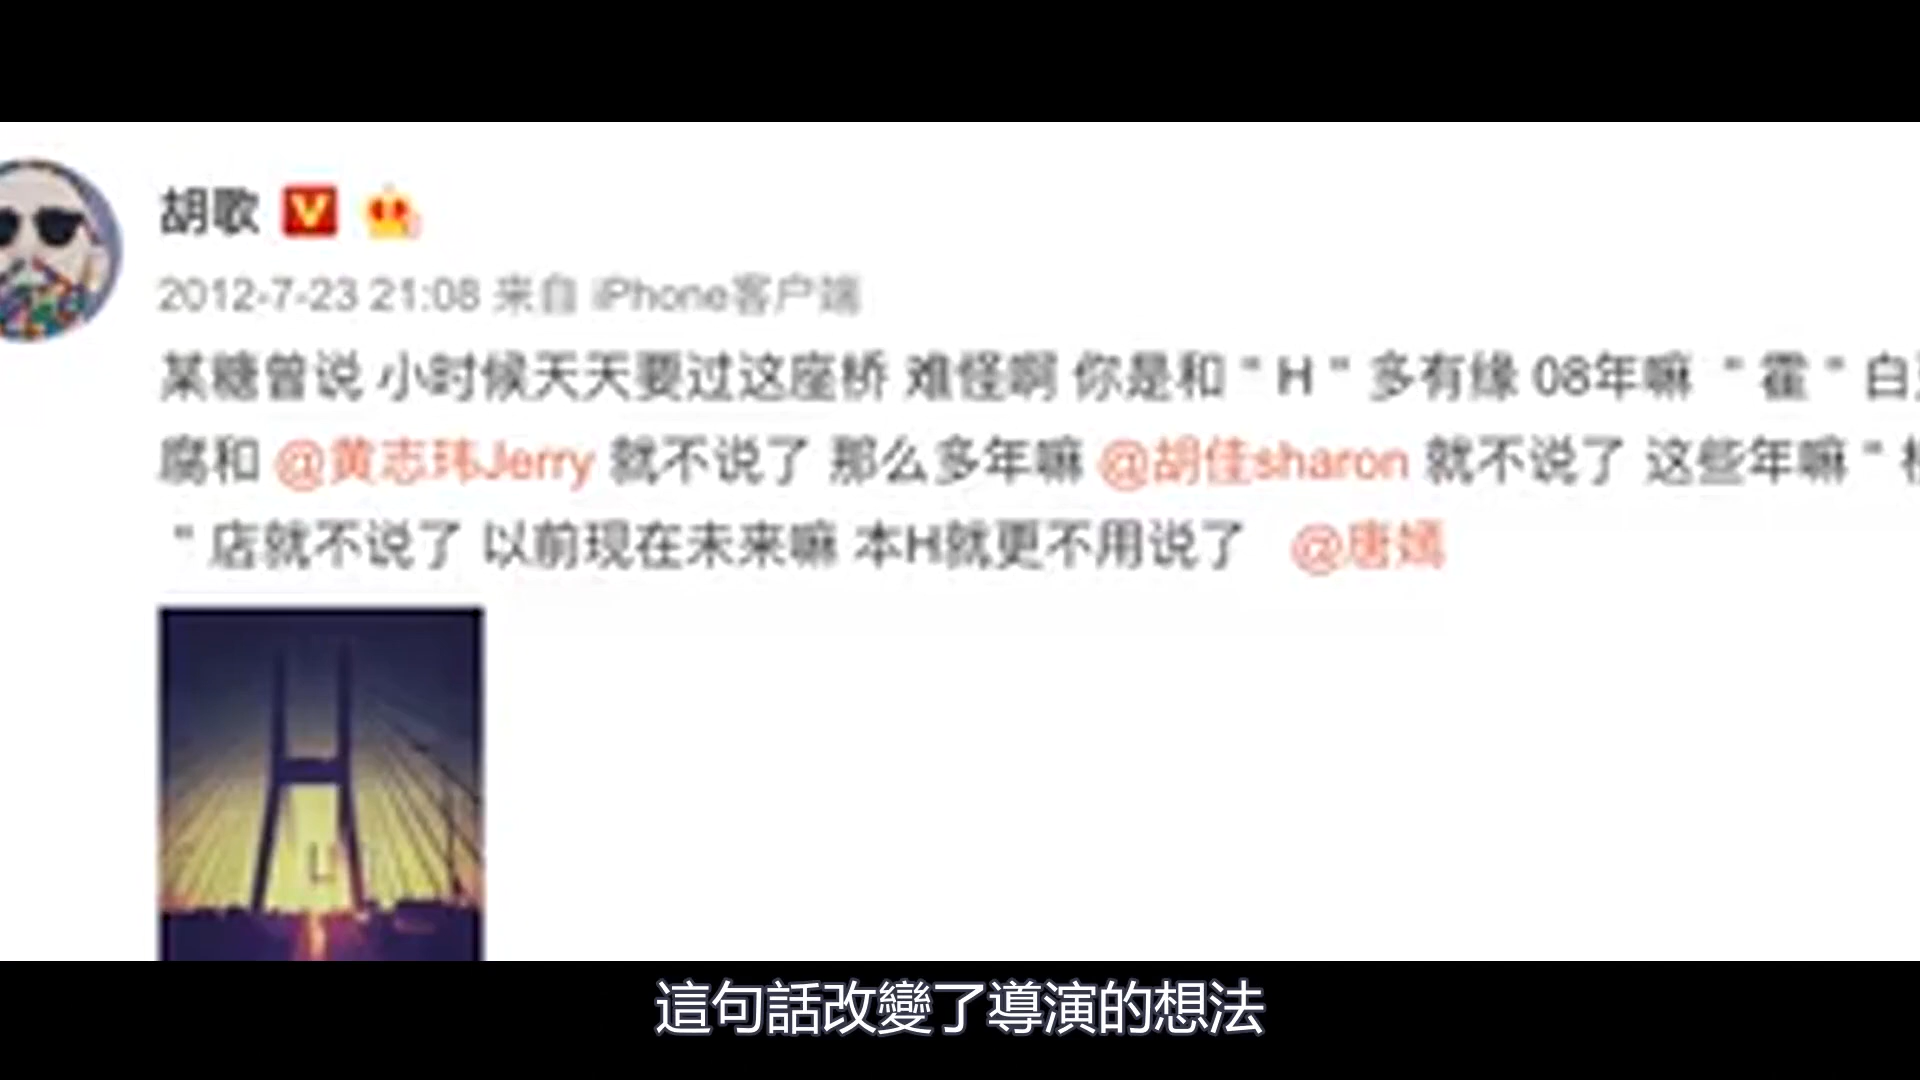 胡歌
2012-7-23 21:08 来自 iPhone客户端
某糖曾说 小时候天天要过这座桥 难怪啊 你是和＂H＂多有缘 08年嘛 ＂霍＂白
腐和 @黄志玮Jerry 就不说了 那么多年嘛 @胡佳sharon 就不说了 这些年嘛＂
＂店就不说了 以前现在未来嘛 本H就更不用说了 @唐嫣
這句話改變了導演的想法